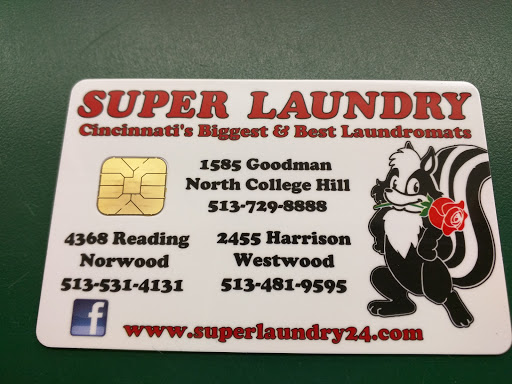 SUPER LAUNDRY
Cincinnati's Biggest & Best Laundromats
1585 Goodman
North College Hill
513-729-8888
4368 Reading
Norwood
513-531-4131
2455 Harrison
Westwood
513-481-9595
f
www.superlaundry24.com